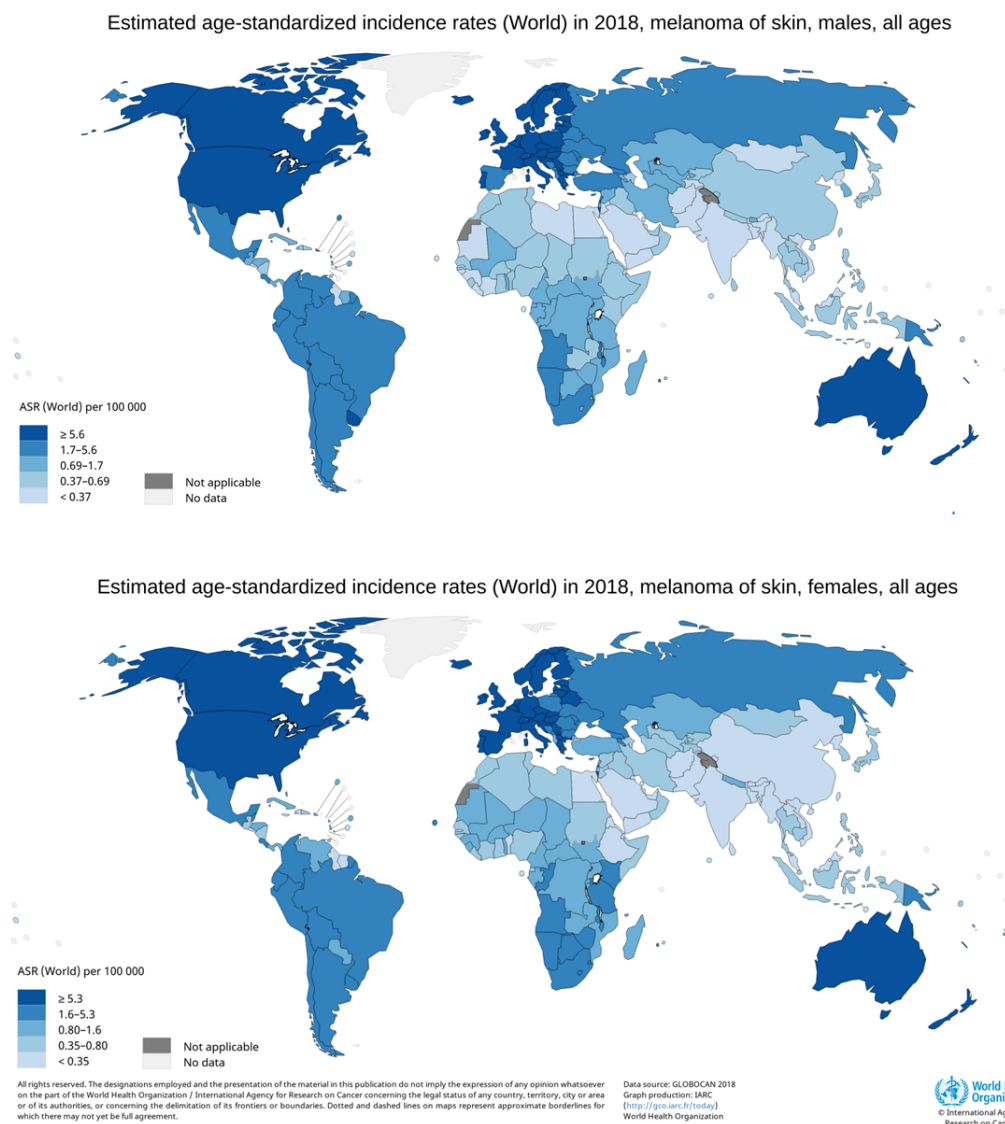 Estimated age-standardized incidence rates (World) in 2018, melanoma of skin, males, all ages
ASR (World) per 100 000
≥ 5.6
1.7–5.6
0.69–1.7
0.37–0.69
< 0.37
Not applicable
No data
Estimated age-standardized incidence rates (World) in 2018, melanoma of skin, females, all ages
ASR (World) per 100 000
≥ 5.3
1.6–5.3
0.80–1.6
0.35–0.80
< 0.35
Not applicable
No data
All rights reserved. The designations employed and the presentation of the material in this publication do not imply the expression of any opinion whatsoever
on the part of the World Health Organization / International Agency for Research on Cancer concerning the legal status of any country, territory, city or area
or of its authorities, or concerning the delimitation of its frontiers or boundaries. Dotted and dashed lines on maps represent approximate borderlines for
which there may not yet be full agreement.
Data source: GLOBOCAN 2018
Graph production: IARC
(http://gco.iarc.fr/today)
World Health Organization
World
Organi
© International Ag
Research on Can